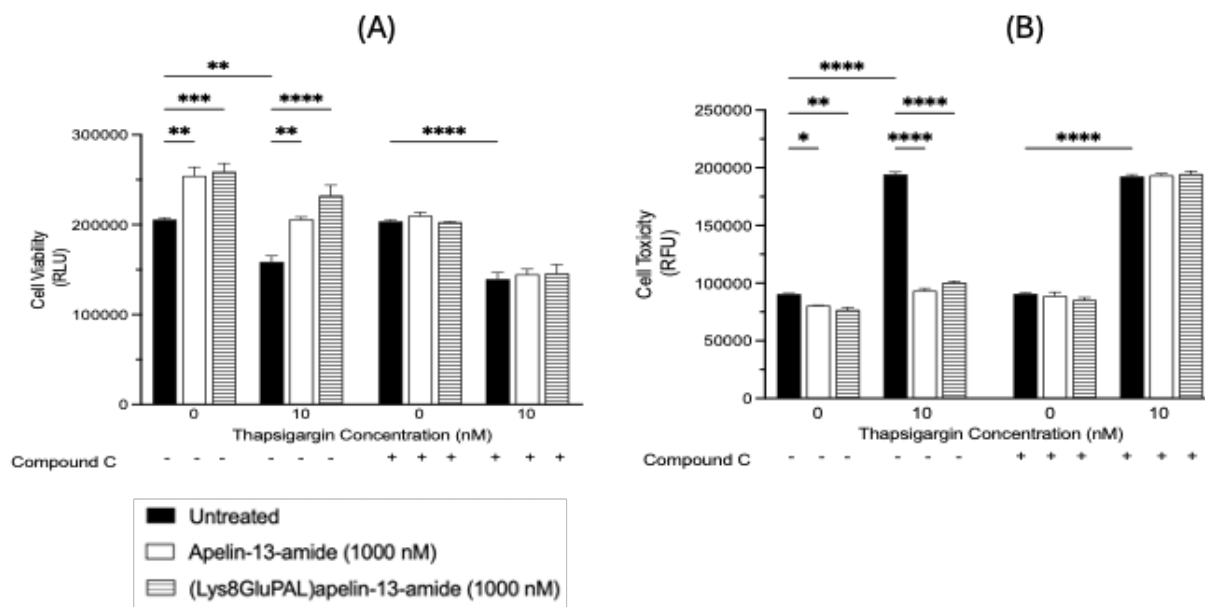 (A)
(B)
**
***
****
**
**
****
300000
200000
100000
0
Cell Viability
(RLU)
0
10
0
10
Thapsigargin Concentration (nM)
Compound C
- - - - - - + + + + + +
****
**
****
*
****
****
250000
200000
150000
100000
50000
0
Cell Toxicity
(RFU)
0
10
0
10
Thapsigargin Concentration (nM)
Compound C
- - - - - - + + + + + +
Untreated
Apelin-13-amide (1000 nM)
(Lys8GluPAL)apelin-13-amide (1000 nM)